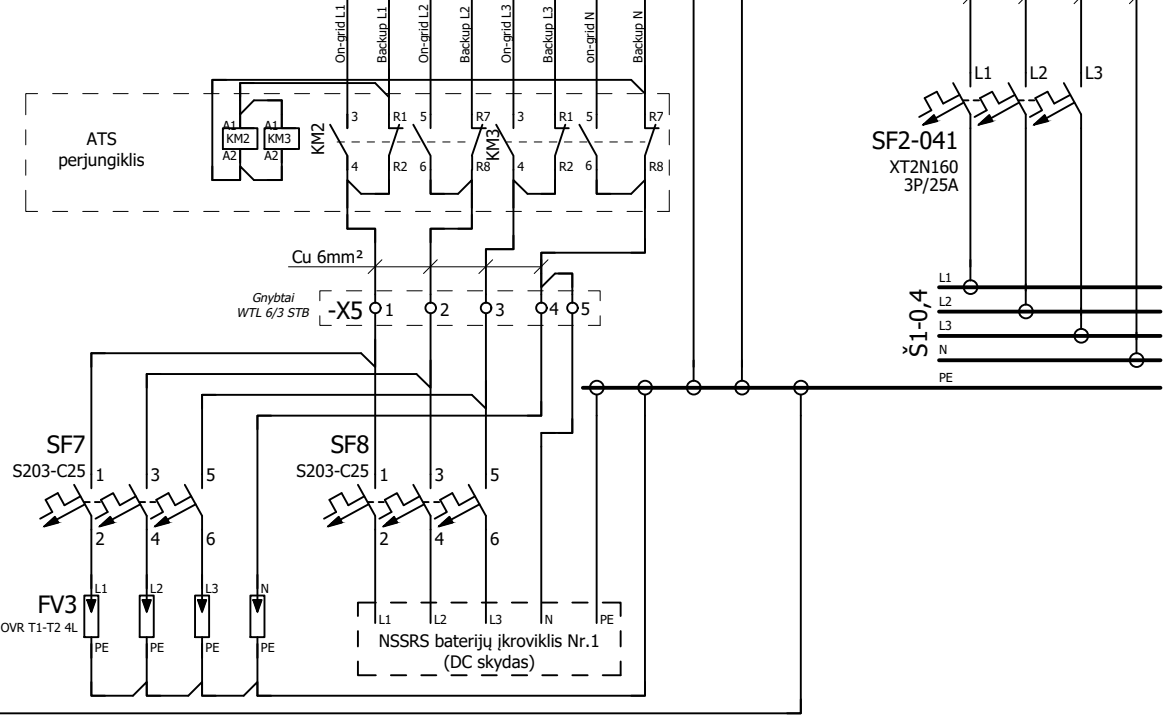 On-grid L1
Backup L1
On-grid L2
Backup L2
On-grid L3
Backup L3
on-grid N
Backup N
L1 L2 L3
SF2-041
XT2N160
3P/25A
ATS
perjungiklis
A1 A1
KM2 KM3
A2 A2
KM2
3 R1 5 R7
4 R2 6 R8
KM3
3 R1 5 R7
4 R2 6 R8
Cu 6mm²
Gnybtai
WTL 6/3 STB
-X5 1 2 3 4 5
Š1-0,4
L1
L2
L3
N
PE
SF7
S203-C25
1 3 5
2 4 6
SF8
S203-C25
1 3 5
2 4 6
FV3
OVR T1-T2 4L
L1 L2 L3 N
PE PE PE PE
L1 L2 L3 N PE
NSSRS baterijų įkroviklis Nr.1
(DC skydas)